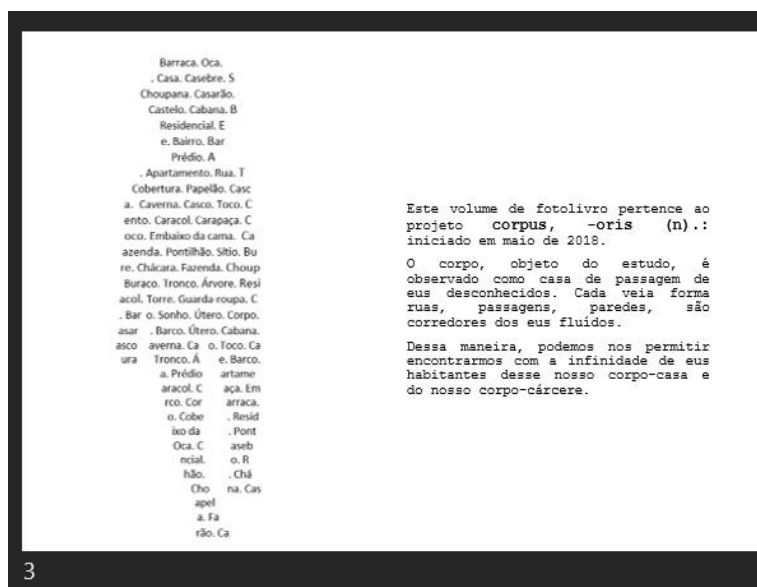 Barraca. Oca.
. Casa. Casebre. S
Choupana. Casarão.
Castelo. Cabana. B
Residencial. E
e. Bairro. Bar
Prédio. A
. Apartamento. Rua. T
Cobertura. Papelão. Casc
a. Caverna. Casco. Toco. C
ento. Caracol. Carapaça. C
oco. Embaixo da cama. Ca
azenda. Pontilhão. Sítio. Bu
re. Chácara. Fazenda. Choup
Buraco. Tronco. Árvore. Resi
acol. Torre. Guarda-roupa. C
. Bar o. Sonho. Útero. Corpo.
asar . Barco. Útero. Cabana.
asco averna. Ca o. Toco. Ca
ura Tronco. Á e. Barco.
a. Prédio artame
aracol. C aça. Em
rco. Cor arraca.
o. Cobe . Resid
ixo da . Pont
Oca. C aseb
ncial. o. R
hão. . Chá
Cho na. Cas
apel
a. Fa
rão. Ca
Este volume de fotolivro pertence ao
projeto corpus, -oris (n).:
iniciado em maio de 2018.
O corpo, objeto do estudo, é
observado como casa de passagem de
eus desconhecidos. Cada veia forma
ruas, passagens, paredes, são
corredores dos eus fluídos.
Dessa maneira, podemos nos permitir
encontrarmos com a infinidade de eus
habitantes desse nosso corpo-casa e
do nosso corpo-cárcere.
3